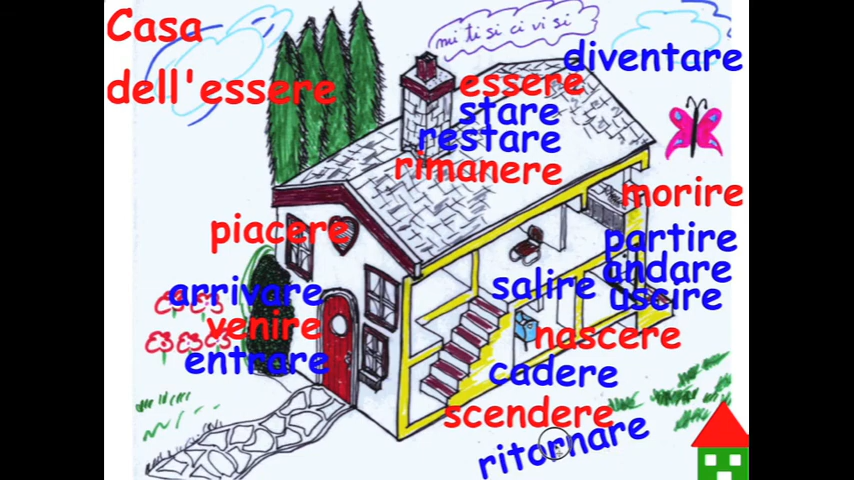 Casa
dell'essere
mi ti si ci vi si
diventare
essere
stare
restare
rimanere
morire
piacere
partire
andare
salire
uscire
arrivare
venire
entrare
nascere
cadere
scendere
ritornare